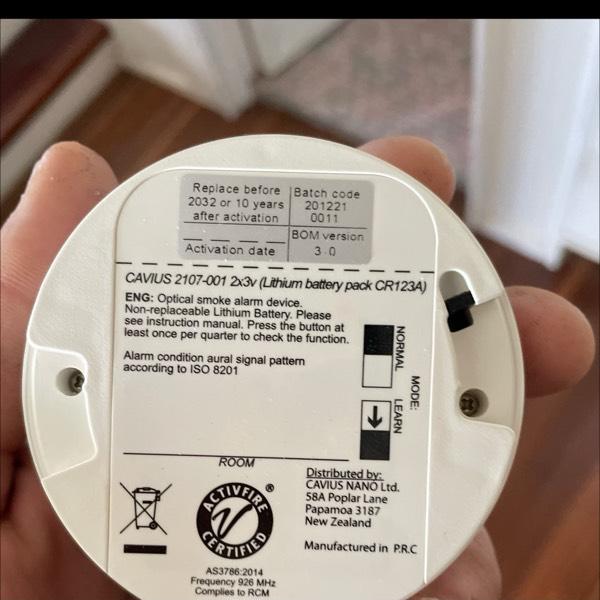 Replace before
2032 or 10 years
after activation
Activation date
Batch code
201221
0011
BOM version
3.0
CAVIUS 2107-001 2x3v (Lithium battery pack CR123A)
ENG: Optical smoke alarm device.
Non-replaceable Lithium Battery. Please
see instruction manual. Press the button at
least once per quarter to check the function.
Alarm condition aural signal pattern
according to ISO 8201
NORMAL
MODE:
LEARN
ROOM
ACTIVFIRE
®
CERTIFIED
AS3786:2014
Frequency 926 MHz
Complies to RCM
Distributed by:
CAVIUS NANO Ltd.
58A Poplar Lane
Papamoa 3187
New Zealand
Manufactured in P.R.C